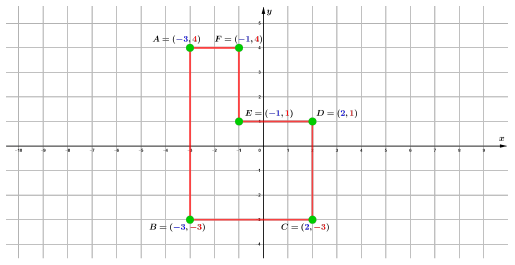 y
A = (−3, 4) F = (−1, 4)
E = (−1, 1) D = (2, 1)
x
B = (−3, −3) C = (2, −3)